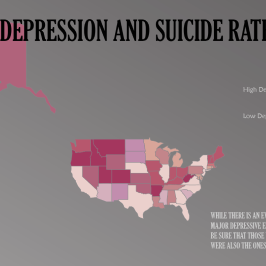 DEPRESSION AND SUICIDE RAT
High De
Low De
WHILE THERE IS AN E
MAJOR DEPRESSIVE E
BE SURE THAT THOSE
WERE ALSO THE ONES